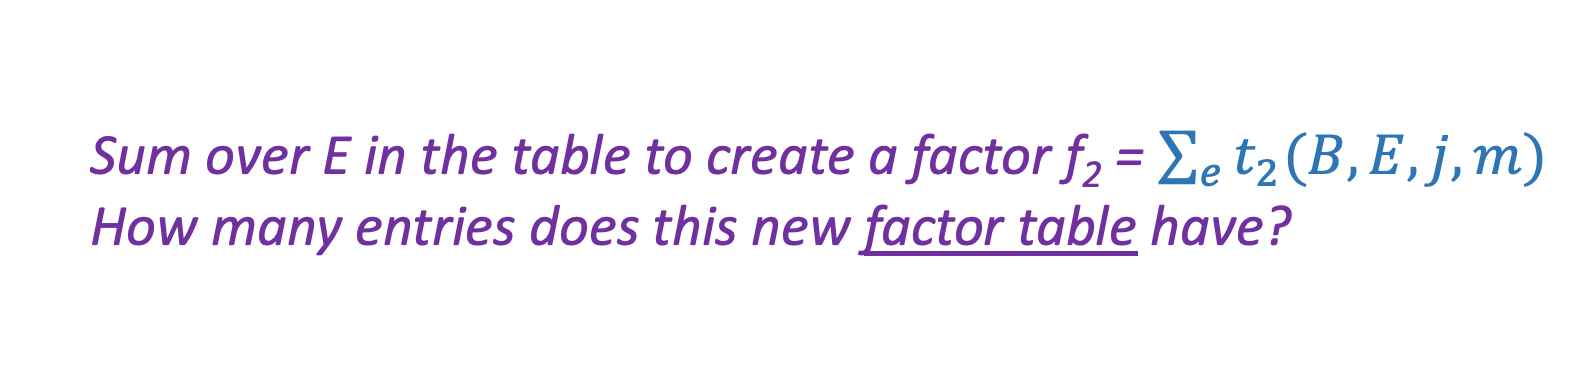 Sum over E in the table to create a factor f₂ = ∑ₑ t₂(B, E, j, m)
How many entries does this new factor table have?